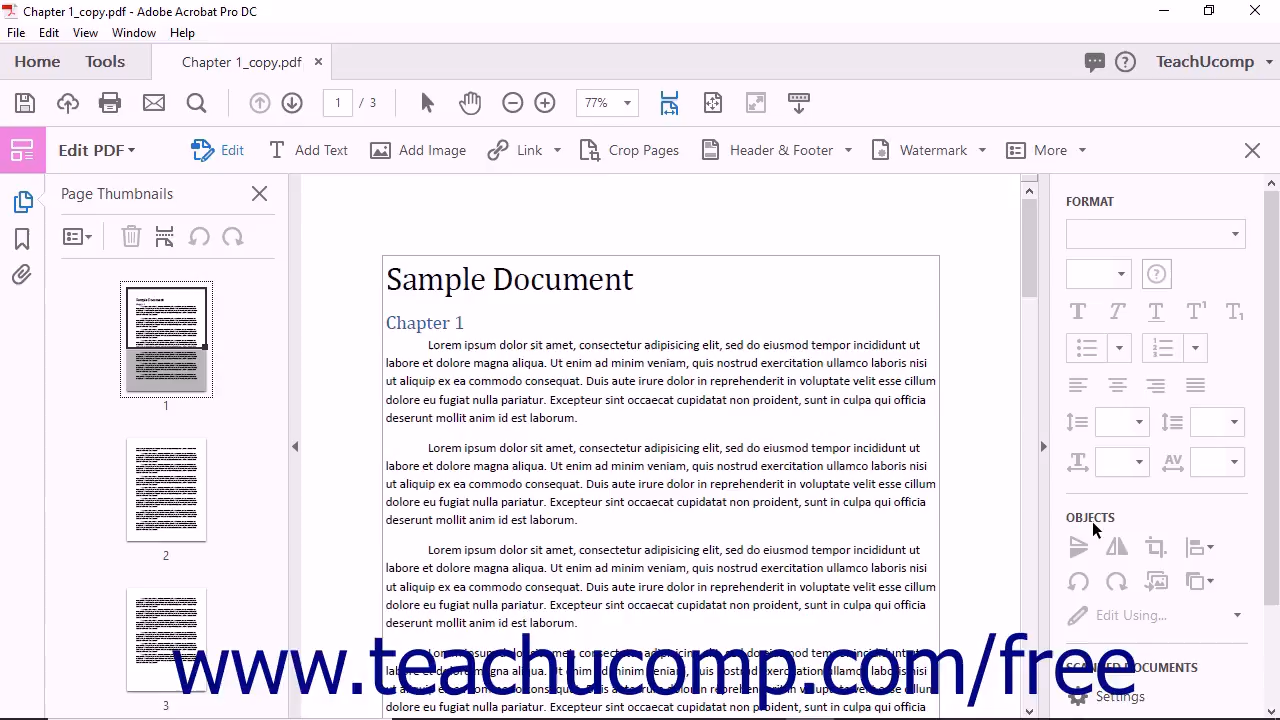 Chapter 1_copy.pdf - Adobe Acrobat Pro DC
File Edit View Window Help
Home Tools Chapter 1_copy.pdf × TeachUcomp
1 / 3 77%
Edit PDF Edit Add Text Add Image Link Crop Pages Header & Footer Watermark More
Page Thumbnails
1
2
3
Sample Document
Chapter 1
Lorem ipsum dolor sit amet, consectetur adipisicing elit, sed do eiusmod tempor incididunt ut
labore et dolore magna aliqua. Ut enim ad minim veniam, quis nostrud exercitation ullamco laboris nisi
ut aliquip ex ea commodo consequat. Duis aute irure dolor in reprehenderit in voluptate velit esse cillum
dolore eu fugiat nulla pariatur. Excepteur sint occaecat cupidatat non proident, sunt in culpa qui officia
deserunt mollit anim id est laborum.
Lorem ipsum dolor sit amet, consectetur adipisicing elit, sed do eiusmod tempor incididunt ut
labore et dolore magna aliqua. Ut enim ad minim veniam, quis nostrud exercitation ullamco laboris nisi
ut aliquip ex ea commodo consequat. Duis aute irure dolor in reprehenderit in voluptate velit esse cillum
dolore eu fugiat nulla pariatur. Excepteur sint occaecat cupidatat non proident, sunt in culpa qui officia
deserunt mollit anim id est laborum.
Lorem ipsum dolor sit amet, consectetur adipisicing elit, sed do eiusmod tempor incididunt ut
labore et dolore magna aliqua. Ut enim ad minim veniam, quis nostrud exercitation ullamco laboris nisi
ut aliquip ex ea commodo consequat. Duis aute irure dolor in reprehenderit in voluptate velit esse cillum
dolore eu fugiat nulla pariatur. Excepteur sint occaecat cupidatat non proident, sunt in culpa qui officia
deserunt mollit anim id est laborum.
FORMAT
OBJECTS
Edit Using...
SCANNED DOCUMENTS
Settings
www.teachucomp.com/free